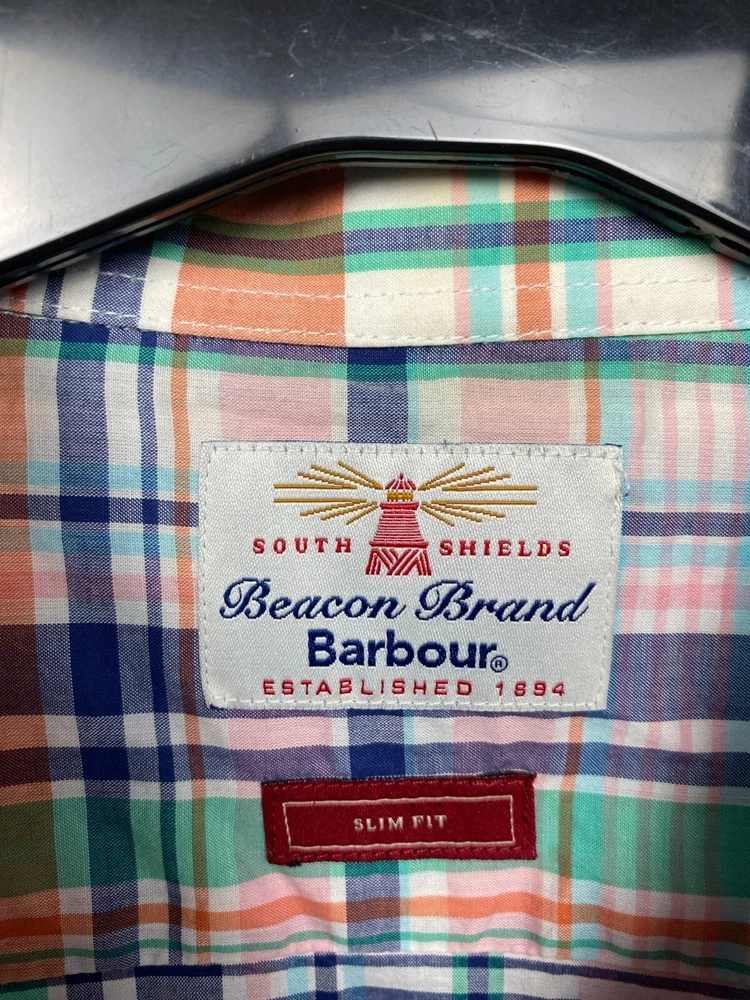 SOUTH SHIELDS
Beacon Brand
Barbour®
ESTABLISHED 1894
SLIM FIT